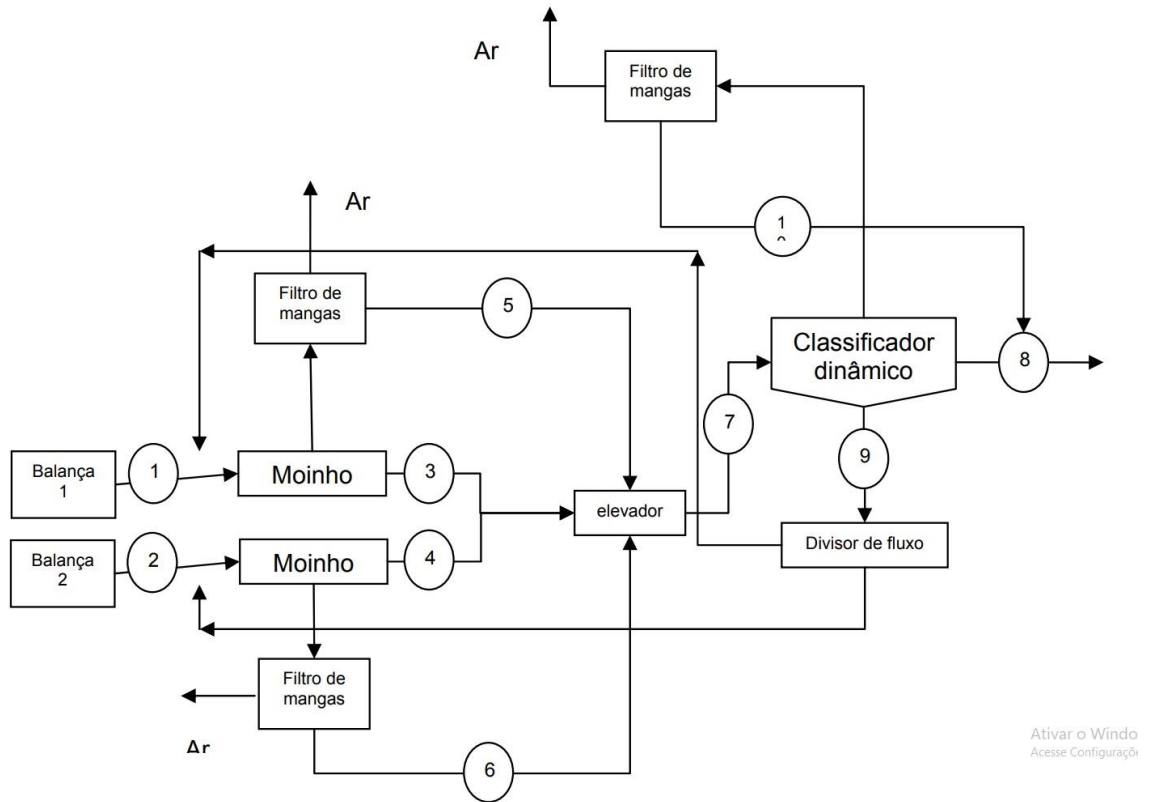 Ar
Filtro de
mangas
1
Ar
Filtro de
mangas
5
Classificador
dinâmico
8
7
9
Balança
1
1
Moinho
3
elevador
Divisor de fluxo
Balança
2
2
Moinho
4
Filtro de
mangas
Ar
6
Ativar o Windo
Acesse Configuraçõ